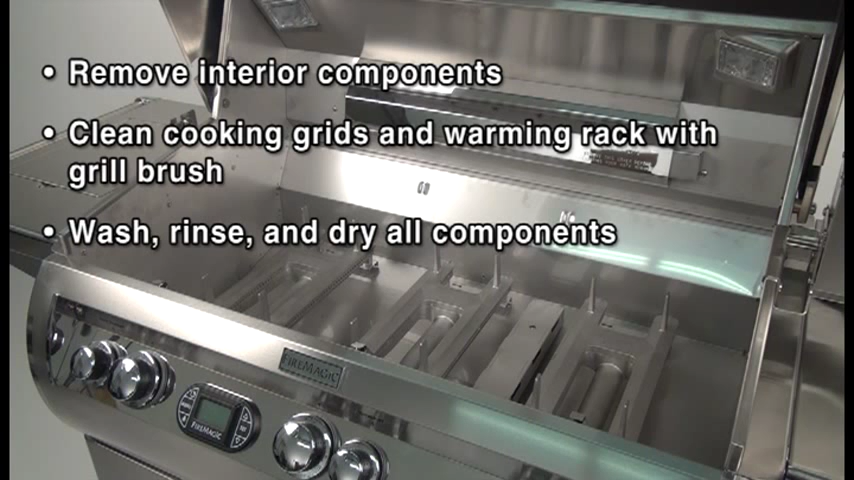 • Remove interior components
• Clean cooking grids and warming rack with
grill brush
• Wash, rinse, and dry all components
FIREMAGIC
FIREMAGIC